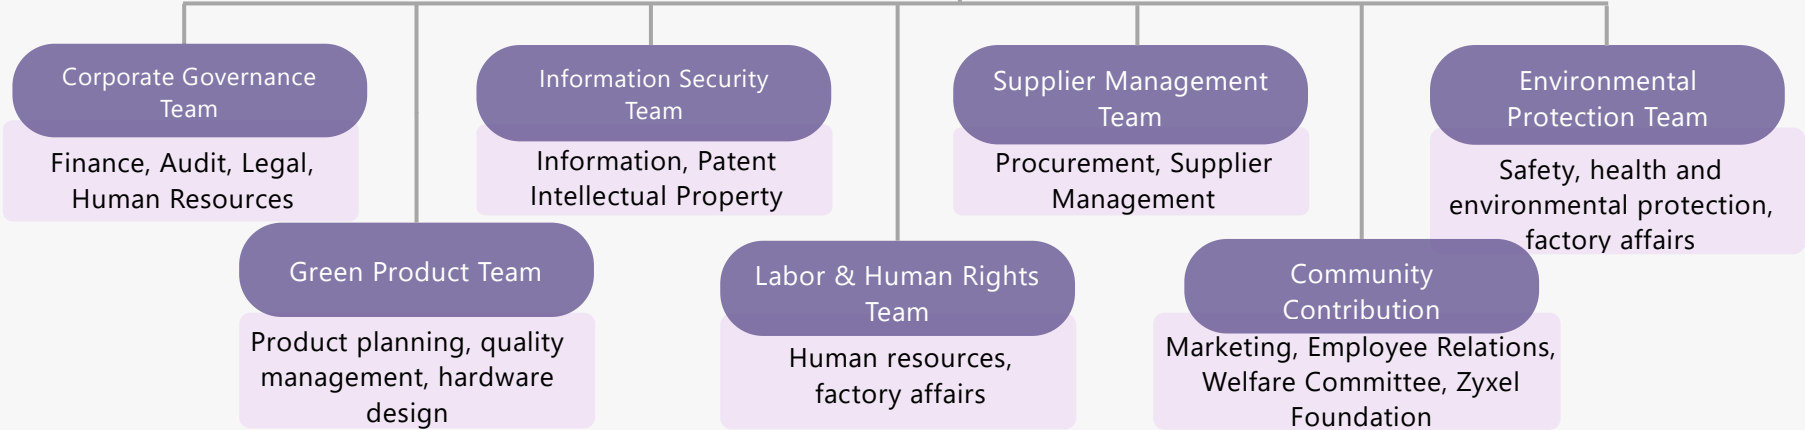 Corporate Governance
Team
Finance, Audit, Legal,
Human Resources
Information Security
Team
Information, Patent
Intellectual Property
Supplier Management
Team
Procurement, Supplier
Management
Environmental
Protection Team
Safety, health and
environmental protection,
factory affairs
Green Product Team
Product planning, quality
management, hardware
design
Labor & Human Rights
Team
Human resources,
factory affairs
Community
Contribution
Marketing, Employee Relations,
Welfare Committee, Zyxel
Foundation